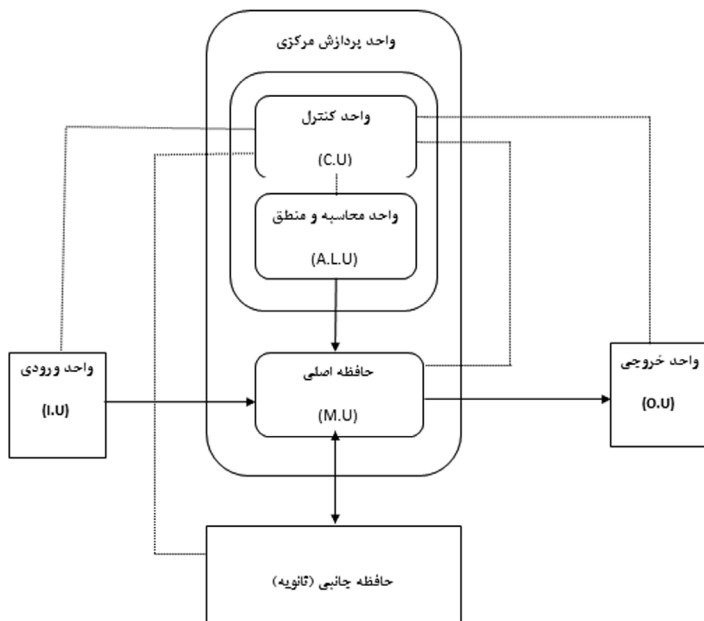 واحد پردازش مرکزی
واحد کنترل
(C.U)
واحد محاسبه و منطق
(A.L.U)
واحد ورودی
(I.U)
حافظه اصلی
(M.U)
واحد خروجی
(O.U)
حافظه جانبی (ثانویه)